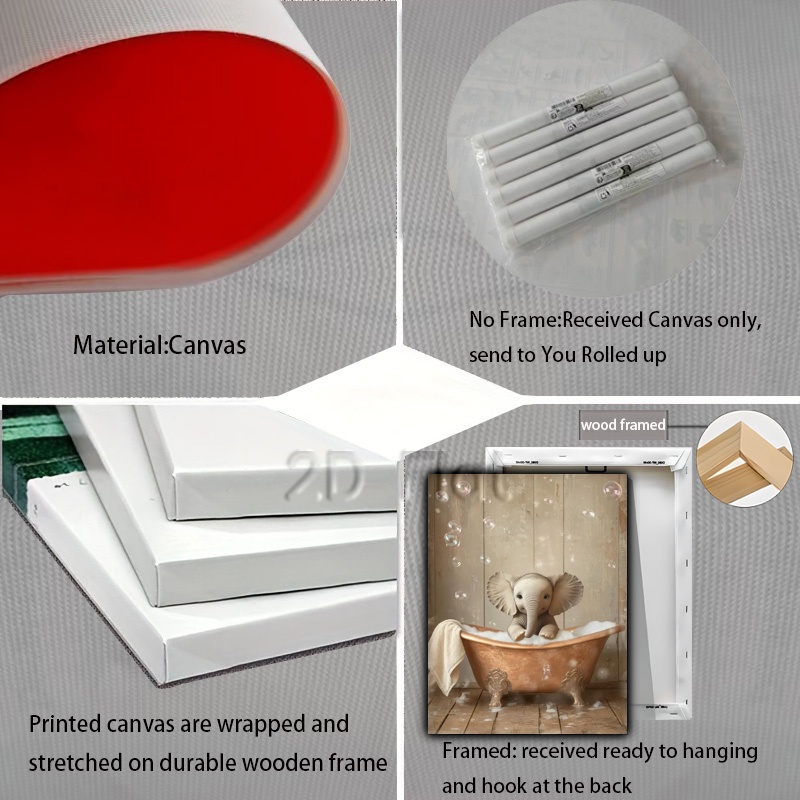 Material:Canvas
No Frame:Received Canvas only,
send to You Rolled up
2D
wood framed
Printed canvas are wrapped and
stretched on durable wooden frame
Framed: received ready to hanging
and hook at the back